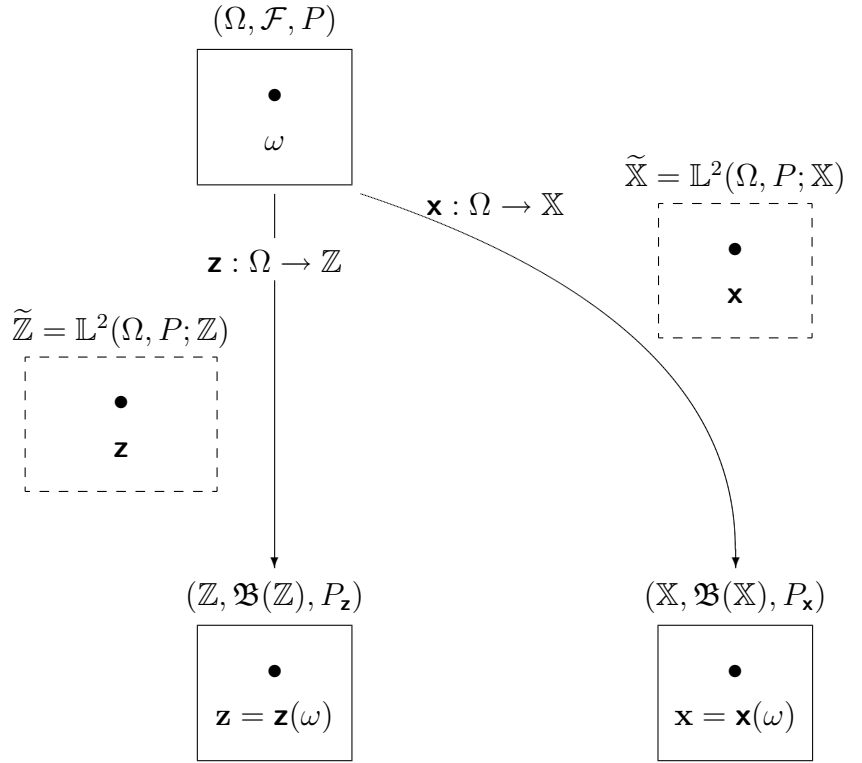 (Ω, ℱ, P)
ω
𝘅 : Ω → 𝕏
𝕏̃ = 𝕃²(Ω, P; 𝕏)
𝘅
𝘇 : Ω → ℤ
ℤ̃ = 𝕃²(Ω, P; ℤ)
𝘇
(ℤ, 𝕭(ℤ), P_𝘇)
(𝕏, 𝕭(𝕏), P_𝘅)
𝐳 = 𝘇(ω)
𝐱 = 𝘅(ω)